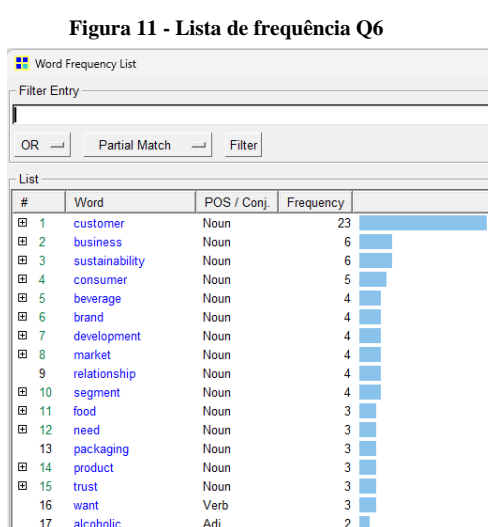 Figura 11 - Lista de frequência Q6
Word Frequency List
Filter Entry
OR Partial Match Filter
List
# Word POS / Conj. Frequency
1 customer Noun 23
2 business Noun 6
3 sustainability Noun 6
4 consumer Noun 5
5 beverage Noun 4
6 brand Noun 4
7 development Noun 4
8 market Noun 4
9 relationship Noun 4
10 segment Noun 4
11 food Noun 3
12 need Noun 3
13 packaging Noun 3
14 product Noun 3
15 trust Noun 3
16 want Verb 3
17 alcoholic Adj 2